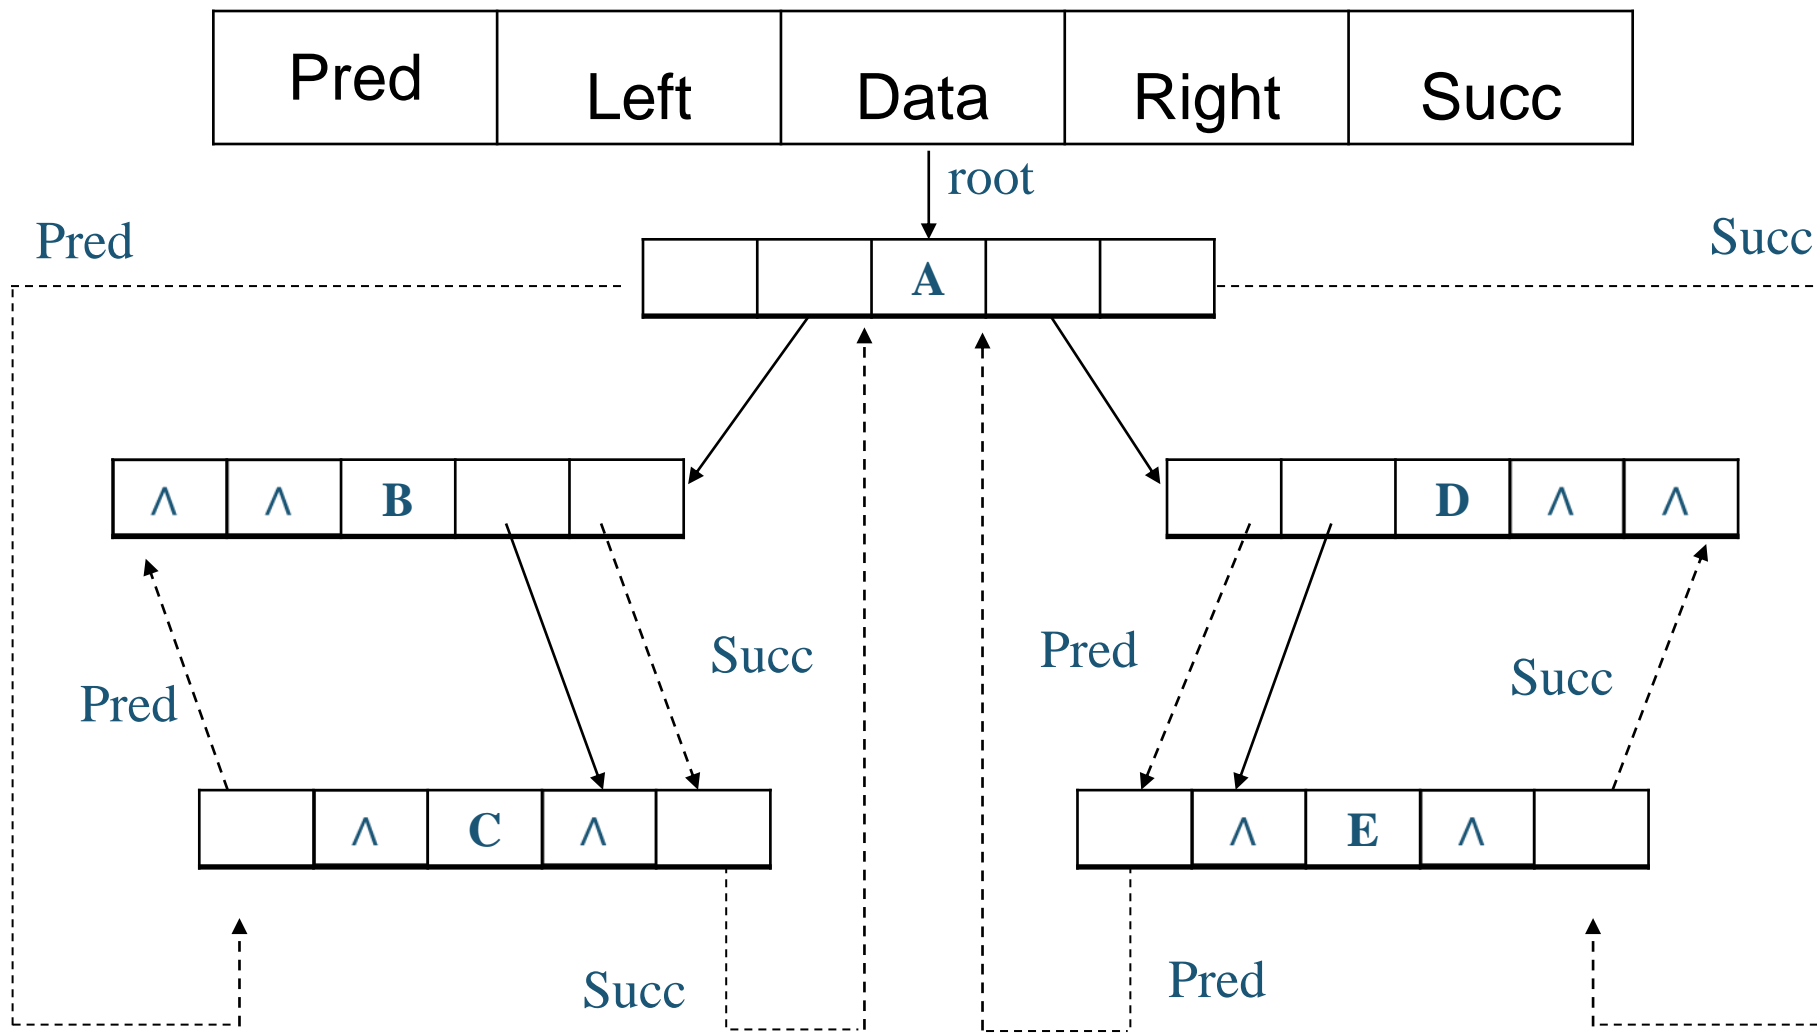 Pred Left Data Right Succ
root
Pred Succ
A
∧ ∧ B
D ∧ ∧
Succ Pred
Pred Succ
∧ C ∧
∧ E ∧
Succ Pred